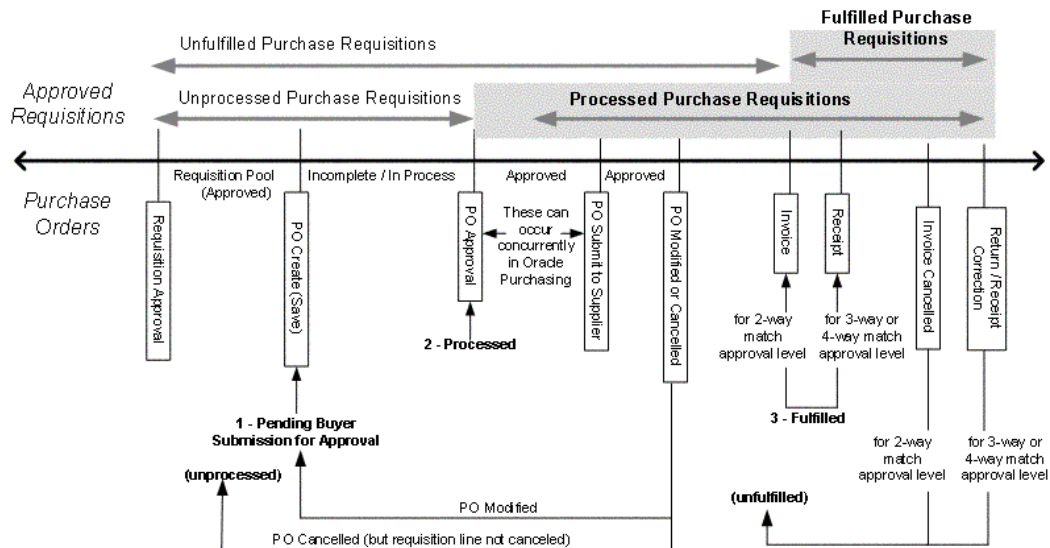 Fulfilled Purchase
Requisitions
Unfulfilled Purchase Requisitions
Approved
Requisitions
Unprocessed Purchase Requisitions
Processed Purchase Requisitions
Purchase
Orders
Requisition Pool
(Approved)
Incomplete / In Process
Approved
Approved
Requisition Approval
PO Create (Save)
PO Approval
These can
occur
concurrently
in Oracle
Purchasing
PO Submit to Supplier
PO Modified or Cancelled
Invoice
Receipt
Invoice Cancelled
Return / Receipt
Correction
2 - Processed
for 2-way
match
approval level
for 3-way or
4-way match
approval level
3 - Fulfilled
1 - Pending Buyer
Submission for Approval
(unprocessed)
for 2-way
match
approval level
for 3-way or
4-way match
approval level
(unfulfilled)
PO Modified
PO Cancelled (but requisition line not canceled)